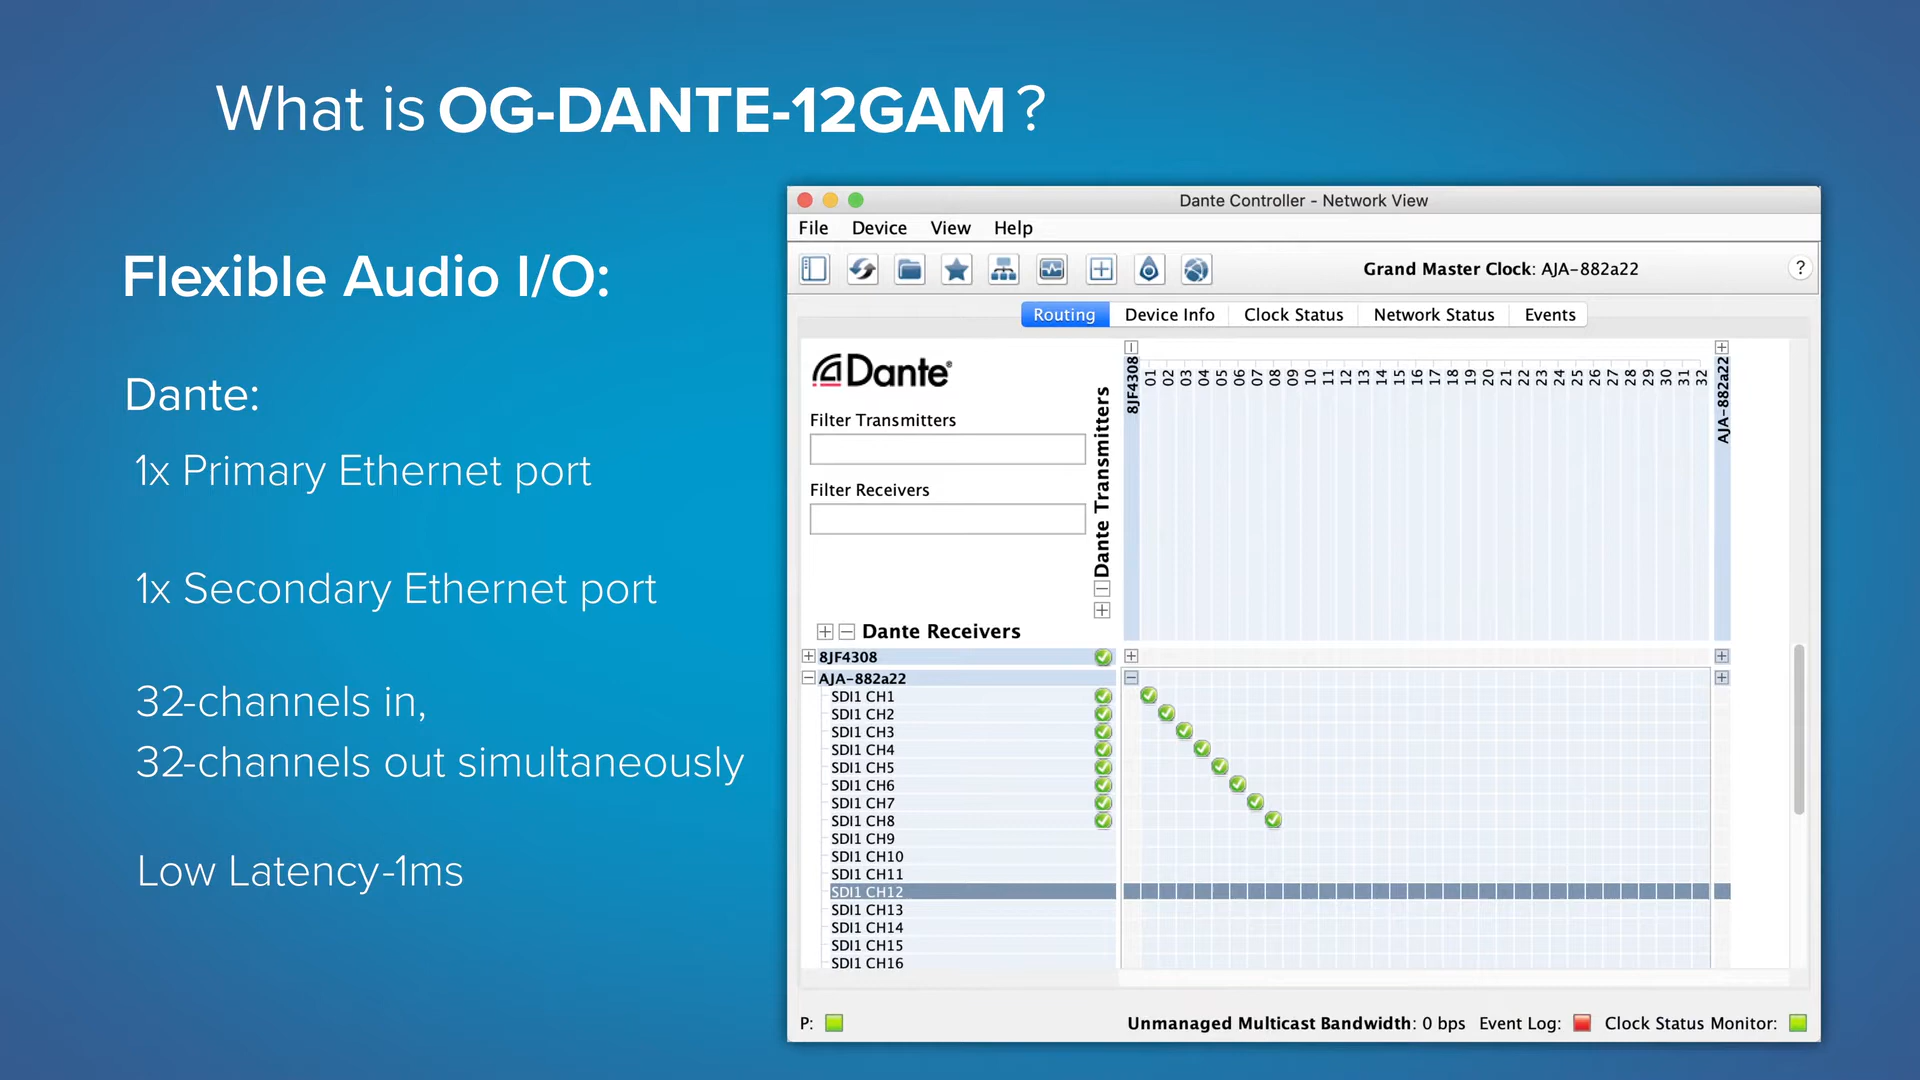 What is OG-DANTE-12GAM?
Flexible Audio I/O:
Dante:
1x Primary Ethernet port
1x Secondary Ethernet port
32-channels in,
32-channels out simultaneously
Low Latency-1ms
Dante Controller - Network View
File Device View Help
Grand Master Clock: AJA-882a22
?
Routing Device Info Clock Status Network Status Events
Dante®
Filter Transmitters
Filter Receivers
Dante Transmitters
8JF4308
01 02 03 04 05 06 07 08 09 10 11 12 13 14 15 16 17 18 19 20 21 22 23 24 25 26 27 28 29 30 31 32
AJA-882a22
Dante Receivers
8JF4308
AJA-882a22
SDI1 CH1
SDI1 CH2
SDI1 CH3
SDI1 CH4
SDI1 CH5
SDI1 CH6
SDI1 CH7
SDI1 CH8
SDI1 CH9
SDI1 CH10
SDI1 CH11
SDI1 CH12
SDI1 CH13
SDI1 CH14
SDI1 CH15
SDI1 CH16
P:
Unmanaged Multicast Bandwidth: 0 bps Event Log: Clock Status Monitor: